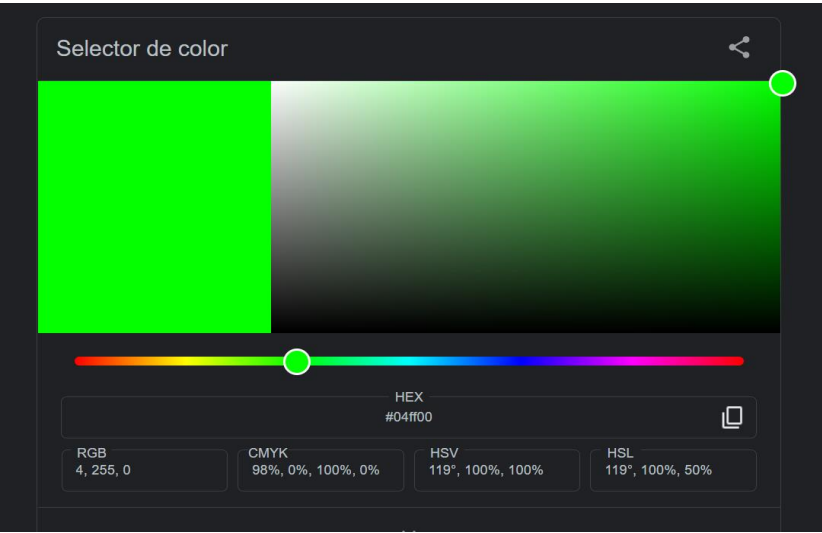 Selector de color
HEX
#04ff00
RGB
4, 255, 0
CMYK
98%, 0%, 100%, 0%
HSV
119°, 100%, 100%
HSL
119°, 100%, 50%